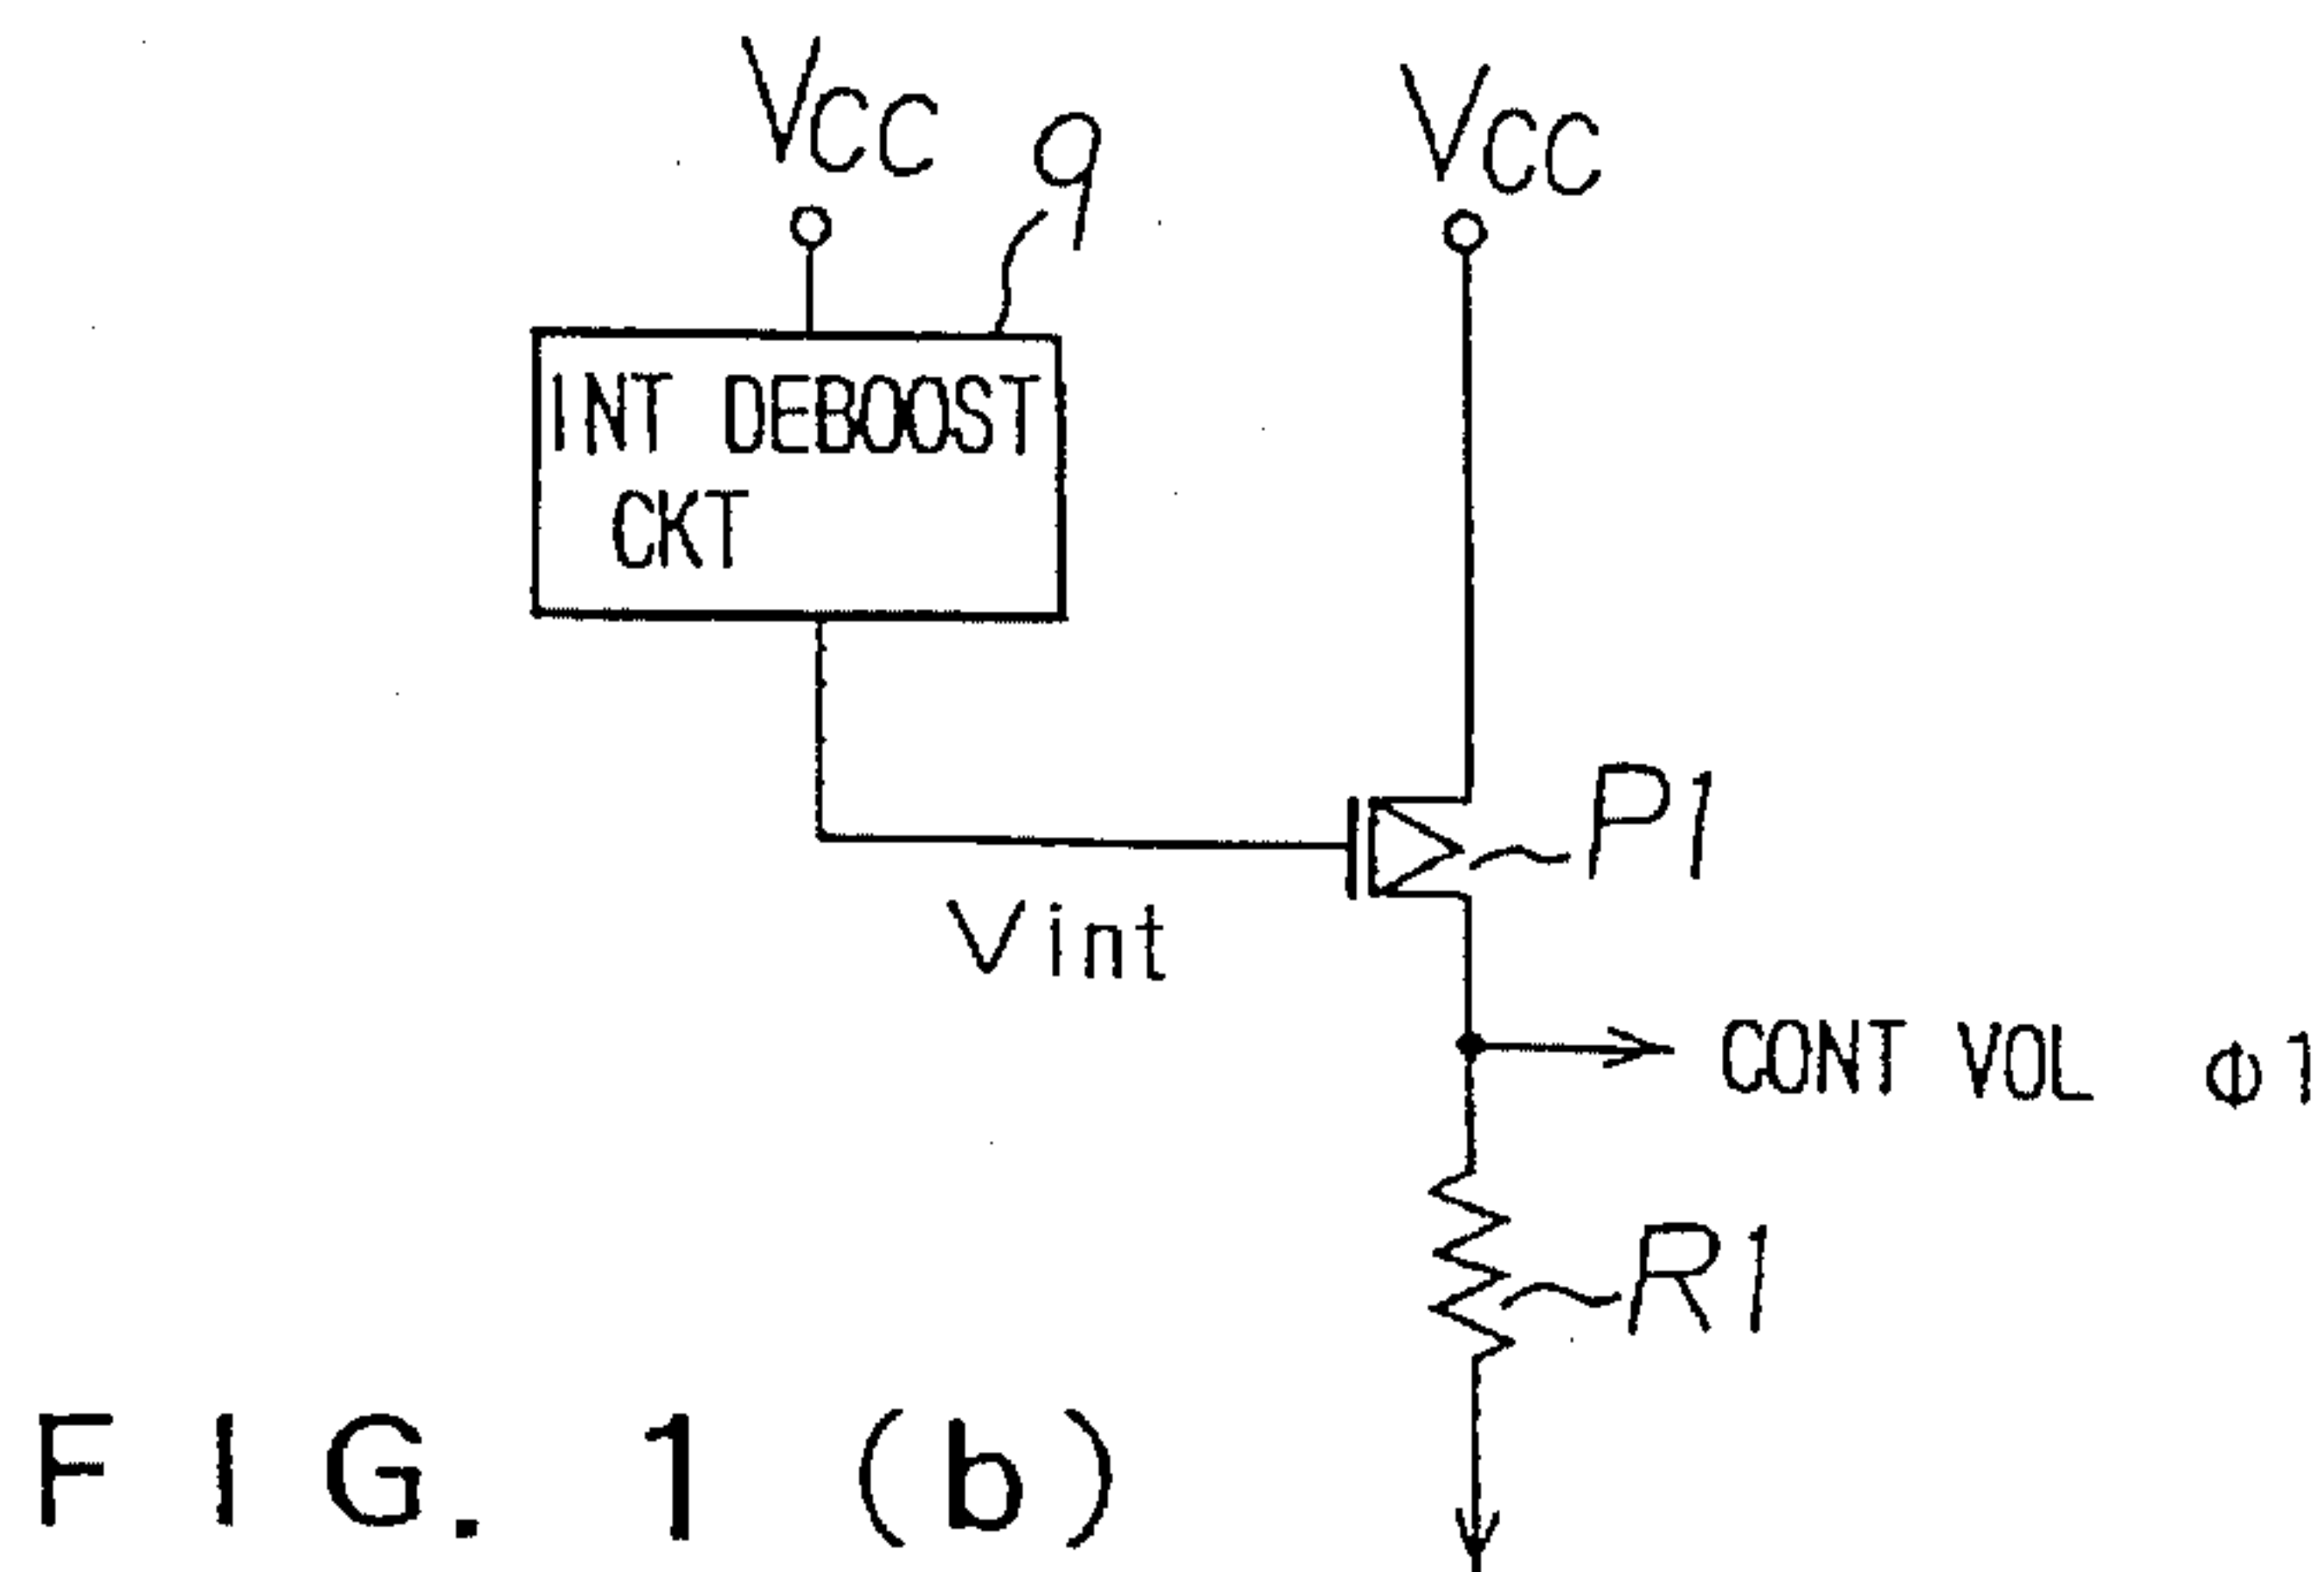 VCC
VCC
9
INT DEBOOST
CKT
P1
Vint
CONT VOL φ1
R1
FIG. 1 (b)